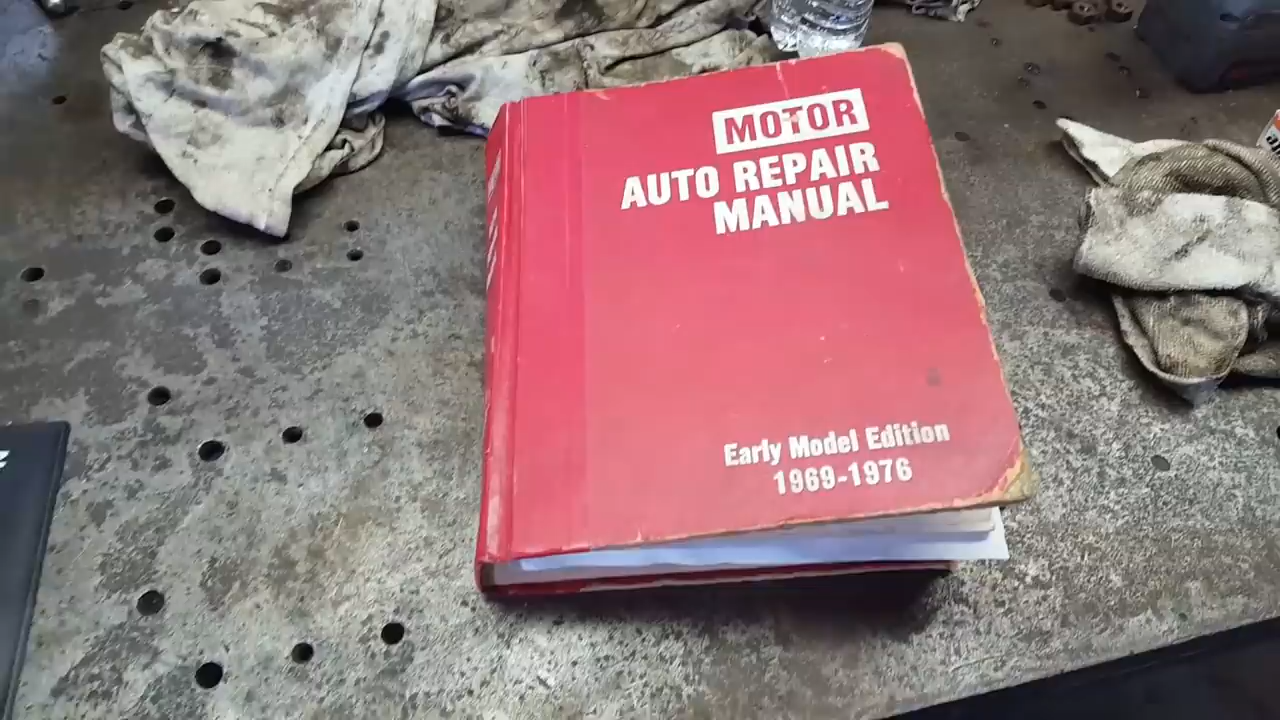 MOTOR
AUTO REPAIR
MANUAL
Early Model Edition
1969-1976